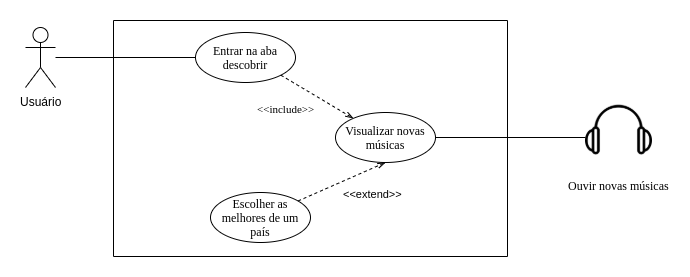 Entrar na aba
descobrir
Usuário
<<include>>
Visualizar novas
músicas
Ouvir novas músicas
<<extend>>
Escolher as
melhores de um
país